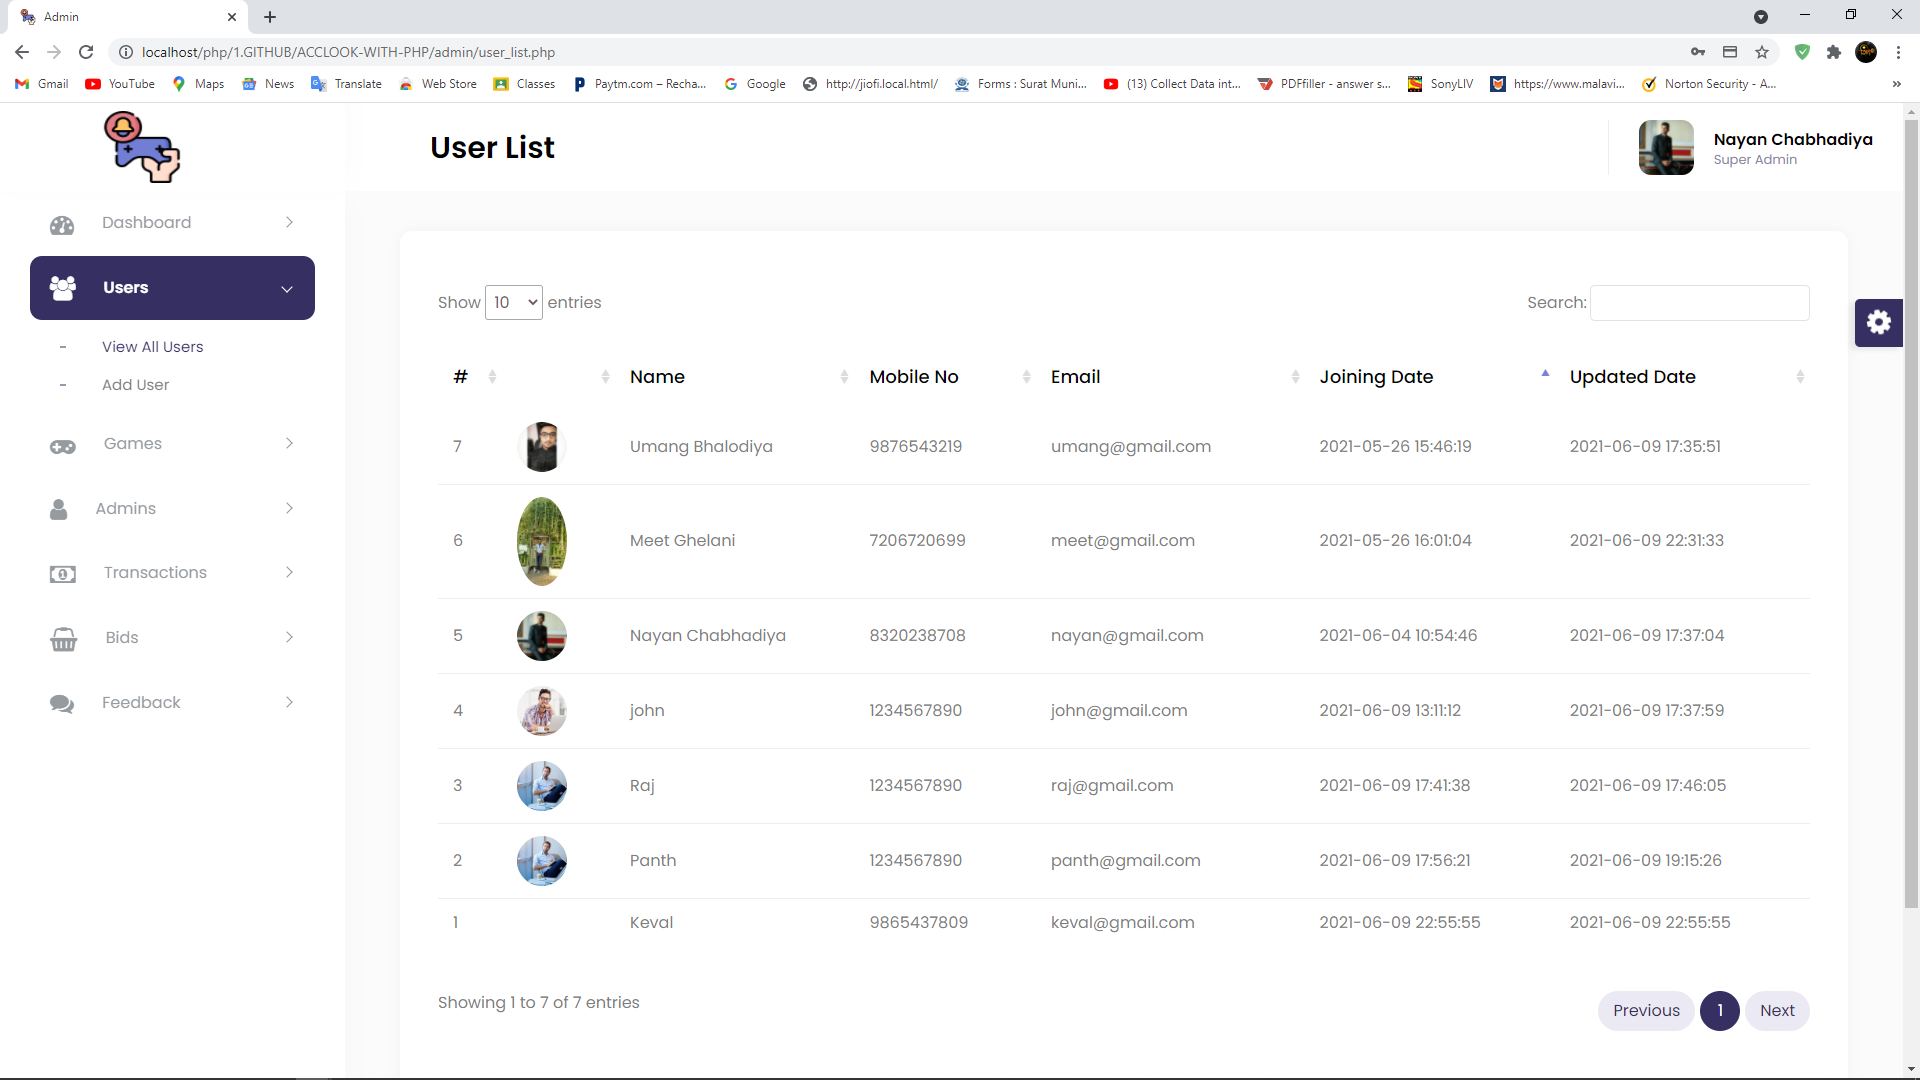 Admin
localhost/php/1.GITHUB/ACCLOOK-WITH-PHP/admin/user_list.php
Gmail YouTube Maps News Translate Web Store Classes Paytm.com – Recha... Google http://jiofi.local.html/ Forms : Surat Muni... (13) Collect Data int... PDFfiller - answer s... SonyLIV https://www.malavi... Norton Security - A... »
User List
Nayan Chabhadiya
Super Admin
Dashboard
Users
- View All Users
- Add User
Games
Admins
Transactions
Bids
Feedback
Show 10 entries
Search:
# Name Mobile No Email Joining Date Updated Date
7 Umang Bhalodiya 9876543219 umang@gmail.com 2021-05-26 15:46:19 2021-06-09 17:35:51
6 Meet Ghelani 7206720699 meet@gmail.com 2021-05-26 16:01:04 2021-06-09 22:31:33
5 Nayan Chabhadiya 8320238708 nayan@gmail.com 2021-06-04 10:54:46 2021-06-09 17:37:04
4 john 1234567890 john@gmail.com 2021-06-09 13:11:12 2021-06-09 17:37:59
3 Raj 1234567890 raj@gmail.com 2021-06-09 17:41:38 2021-06-09 17:46:05
2 Panth 1234567890 panth@gmail.com 2021-06-09 17:56:21 2021-06-09 19:15:26
1 Keval 9865437809 keval@gmail.com 2021-06-09 22:55:55 2021-06-09 22:55:55
Showing 1 to 7 of 7 entries
Previous 1 Next